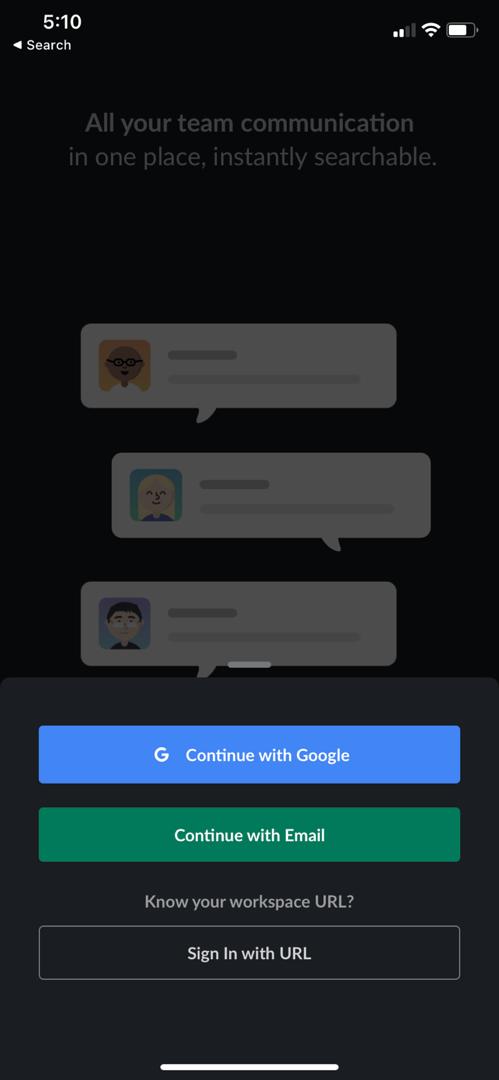 5:10
◀ Search
All your team communication
in one place, instantly searchable.
G Continue with Google
Continue with Email
Know your workspace URL?
Sign In with URL